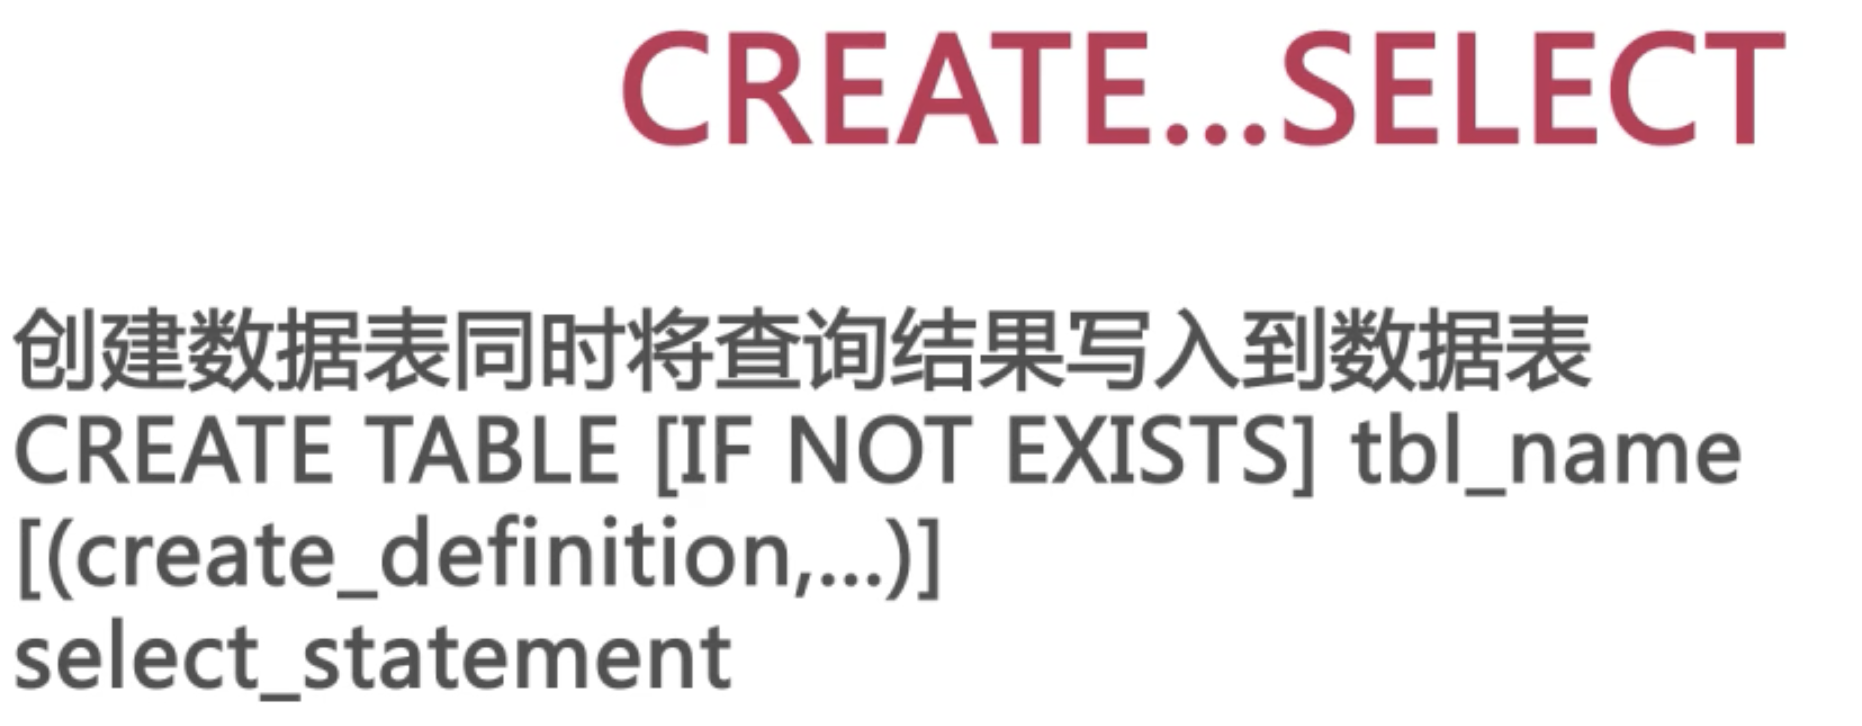 CREATE...SELECT
创建数据表同时将查询结果写入到数据表
CREATE TABLE [IF NOT EXISTS] tbl_name
[(create_definition,...)]
select_statement